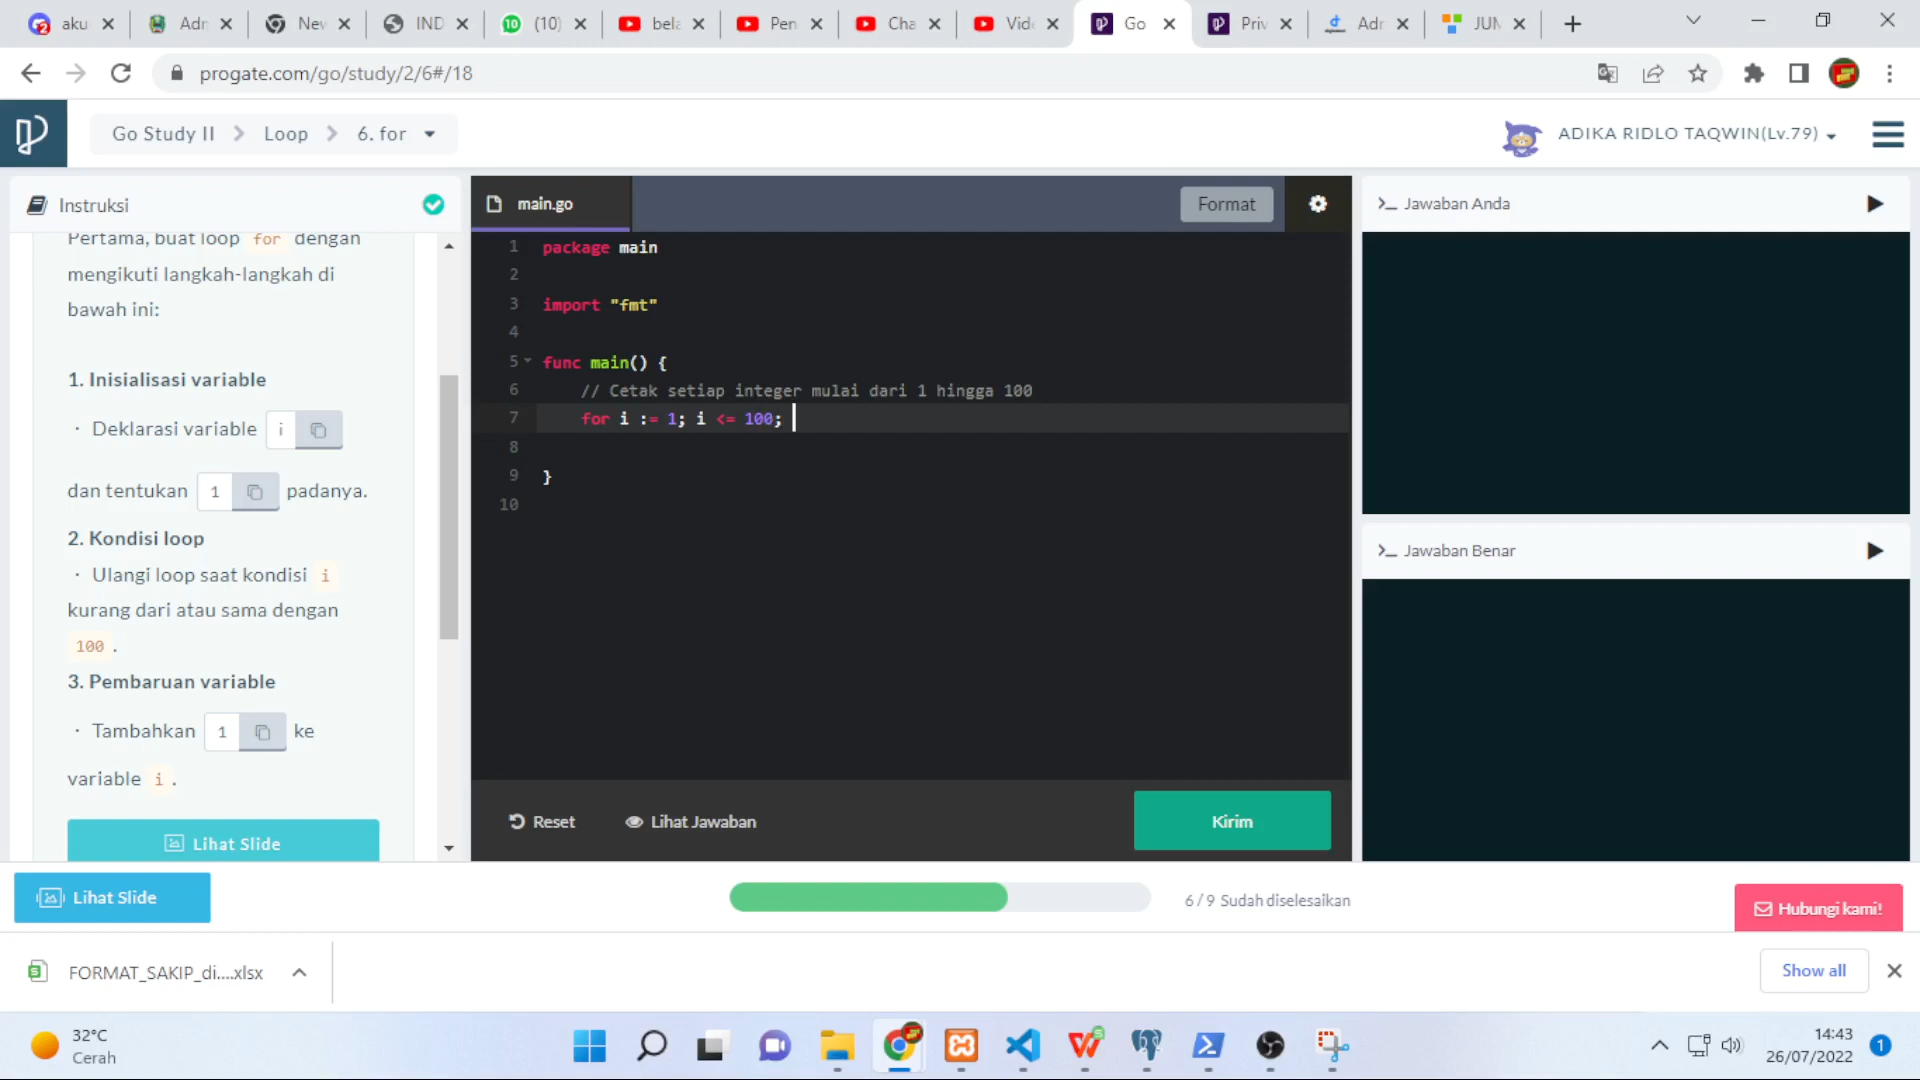 aku
Adn
Nev
IND
(10)
bela
Pen
Cha
Vide
Go
Priv
Adn
JUN
progate.com/go/study/2/6#/18
Go Study II
Loop
6. for
ADIKA RIDLO TAQWIN(Lv.79)
Instruksi
Pertama, buat loop for dengan
mengikuti langkah-langkah di
bawah ini:
1. Inisialisasi variable
· Deklarasi variable i
dan tentukan 1 padanya.
2. Kondisi loop
· Ulangi loop saat kondisi i
kurang dari atau sama dengan
100 .
3. Pembaruan variable
· Tambahkan 1 ke
variable i .
Lihat Slide
main.go
Format
1 package main
2
3 import "fmt"
4
5 func main() {
6 // Cetak setiap integer mulai dari 1 hingga 100
7 for i := 1; i <= 100;
8
9 }
10
Reset
Lihat Jawaban
Kirim
>_ Jawaban Anda
>_ Jawaban Benar
Lihat Slide
6 / 9 Sudah diselesaikan
Hubungi kami!
FORMAT_SAKIP_di....xlsx
Show all
32°C
Cerah
14:43
26/07/2022
1